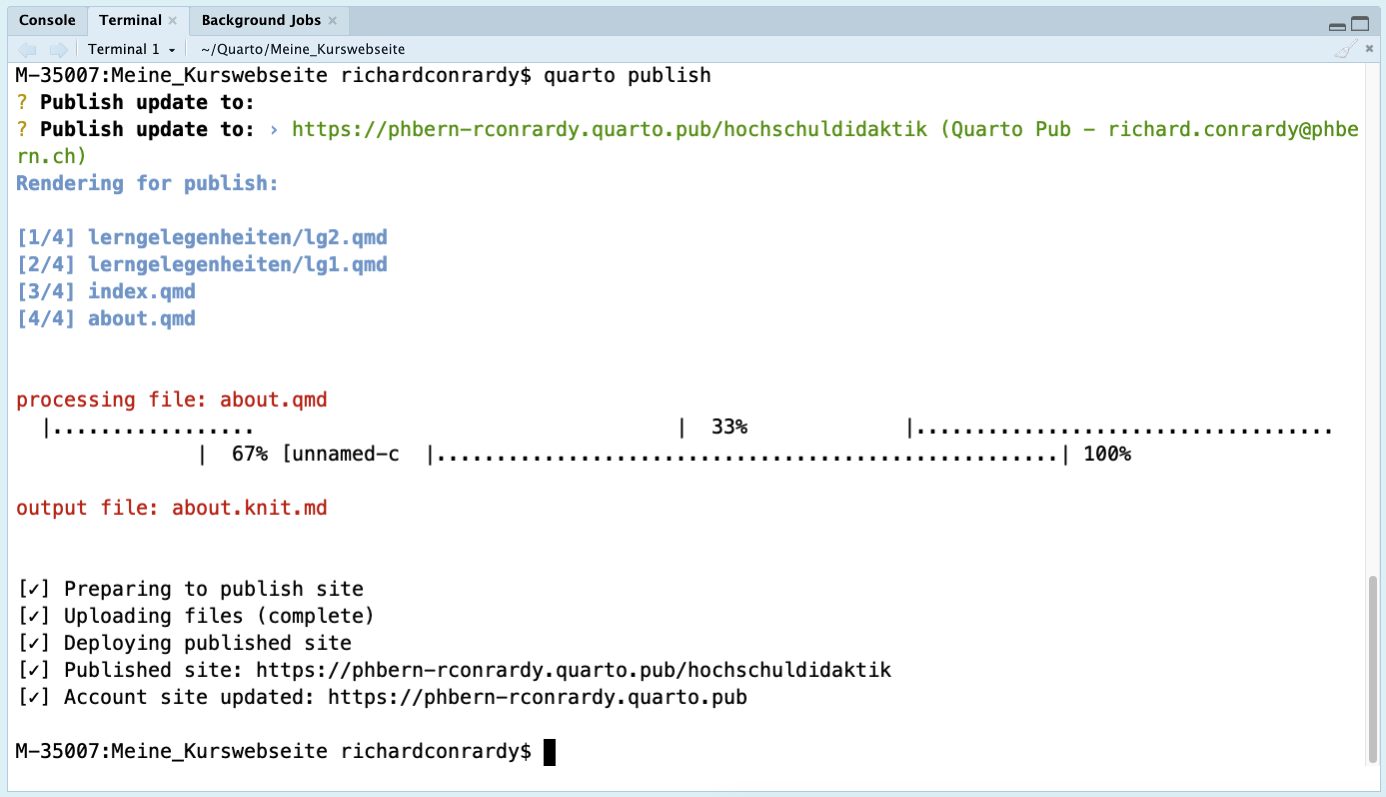 Console Terminal × Background Jobs ×
Terminal 1 ~/Quarto/Meine_Kurswebseite
M-35007:Meine_Kurswebseite richardconrardy$ quarto publish
? Publish update to:
? Publish update to: › https://phbern-rconrardy.quarto.pub/hochschuldidaktik (Quarto Pub - richard.conrardy@phbe
rn.ch)
Rendering for publish:
[1/4] lerngelegenheiten/lg2.qmd
[2/4] lerngelegenheiten/lg1.qmd
[3/4] index.qmd
[4/4] about.qmd
processing file: about.qmd
|................. | 33% |...................................
| 67% [unnamed-c |....................................................| 100%
output file: about.knit.md
[✓] Preparing to publish site
[✓] Uploading files (complete)
[✓] Deploying published site
[✓] Published site: https://phbern-rconrardy.quarto.pub/hochschuldidaktik
[✓] Account site updated: https://phbern-rconrardy.quarto.pub
M-35007:Meine_Kurswebseite richardconrardy$